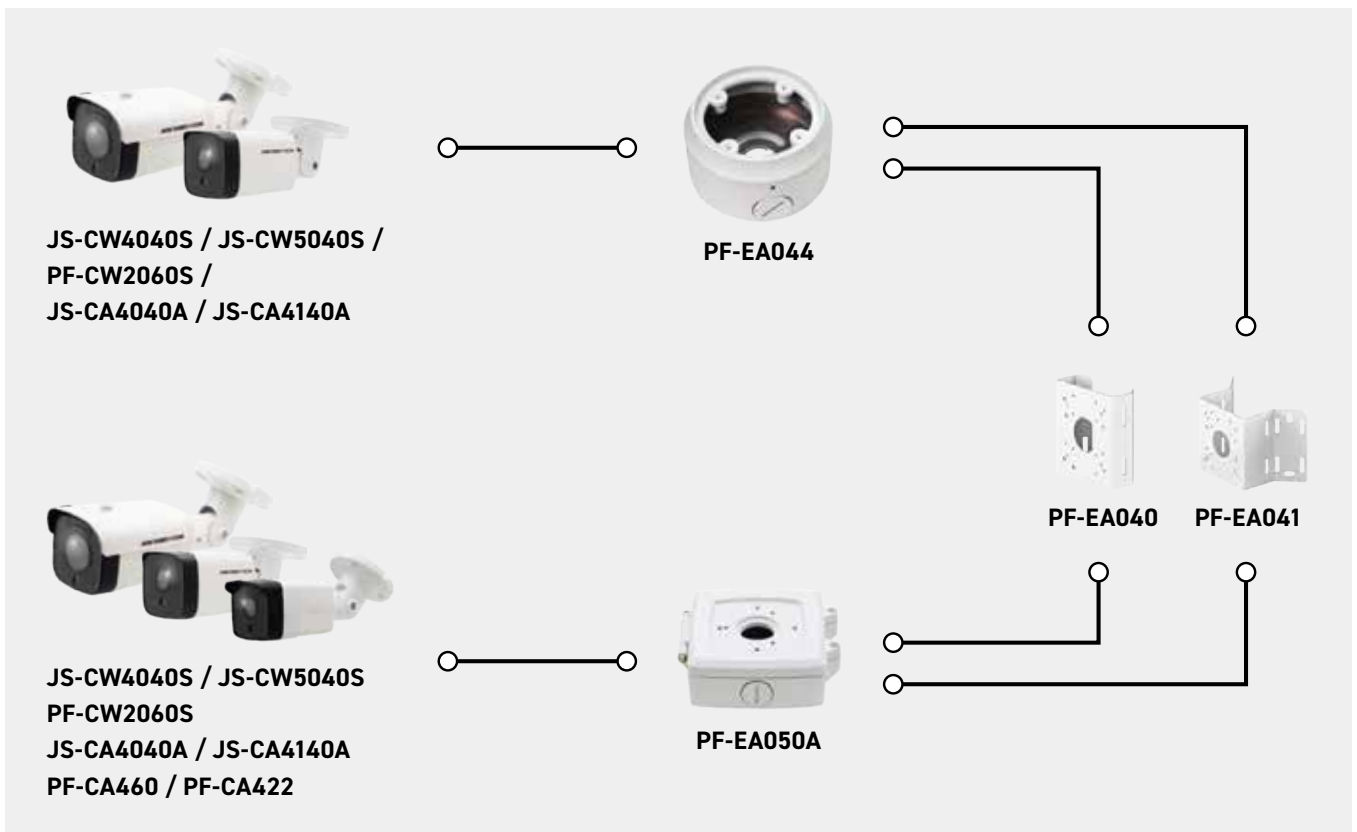 JS-CW4040S / JS-CW5040S /
PF-CW2060S /
JS-CA4040A / JS-CA4140A
PF-EA044
PF-EA040
PF-EA041
JS-CW4040S / JS-CW5040S
PF-CW2060S
JS-CA4040A / JS-CA4140A
PF-CA460 / PF-CA422
PF-EA050A